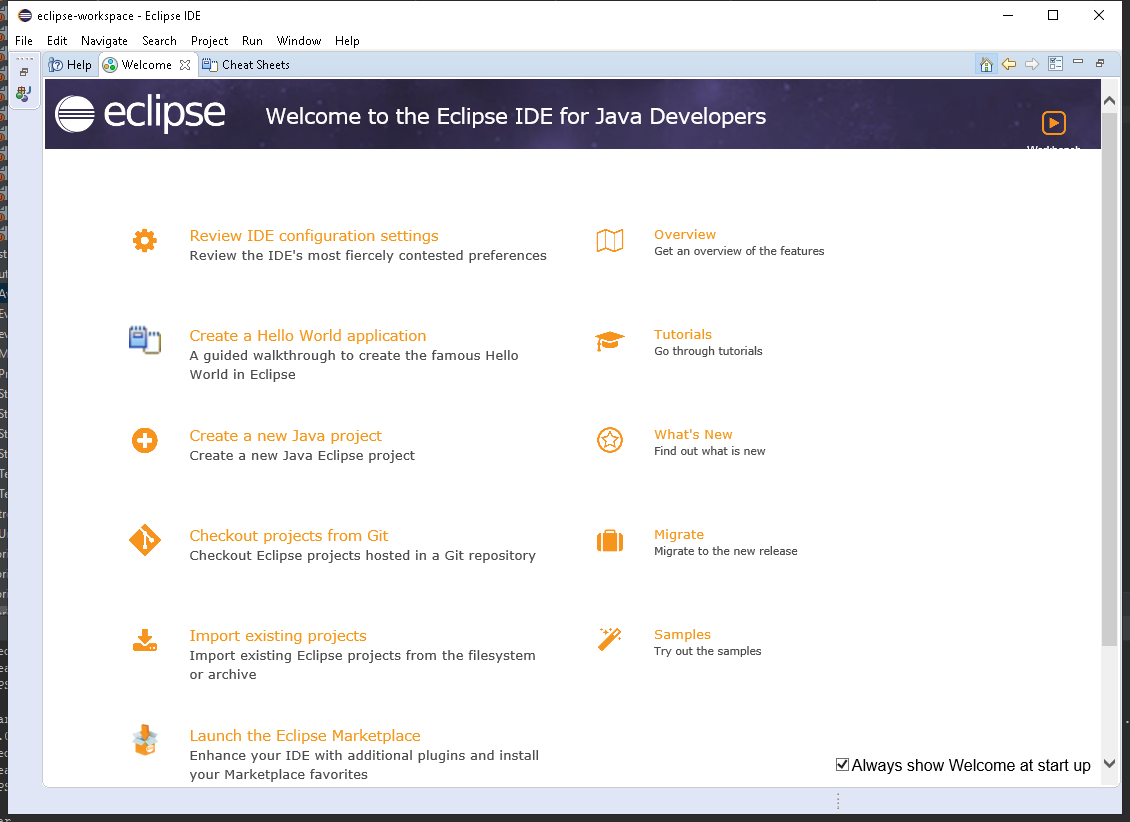 eclipse-workspace - Eclipse IDE
File Edit Navigate Search Project Run Window Help
Help Welcome Cheat Sheets
eclipse Welcome to the Eclipse IDE for Java Developers
Workbench
Review IDE configuration settings
Review the IDE's most fiercely contested preferences
Overview
Get an overview of the features
Create a Hello World application
A guided walkthrough to create the famous Hello
World in Eclipse
Tutorials
Go through tutorials
Create a new Java project
Create a new Java Eclipse project
What's New
Find out what is new
Checkout projects from Git
Checkout Eclipse projects hosted in a Git repository
Migrate
Migrate to the new release
Import existing projects
Import existing Eclipse projects from the filesystem
or archive
Samples
Try out the samples
Launch the Eclipse Marketplace
Enhance your IDE with additional plugins and install
your Marketplace favorites
Always show Welcome at start up